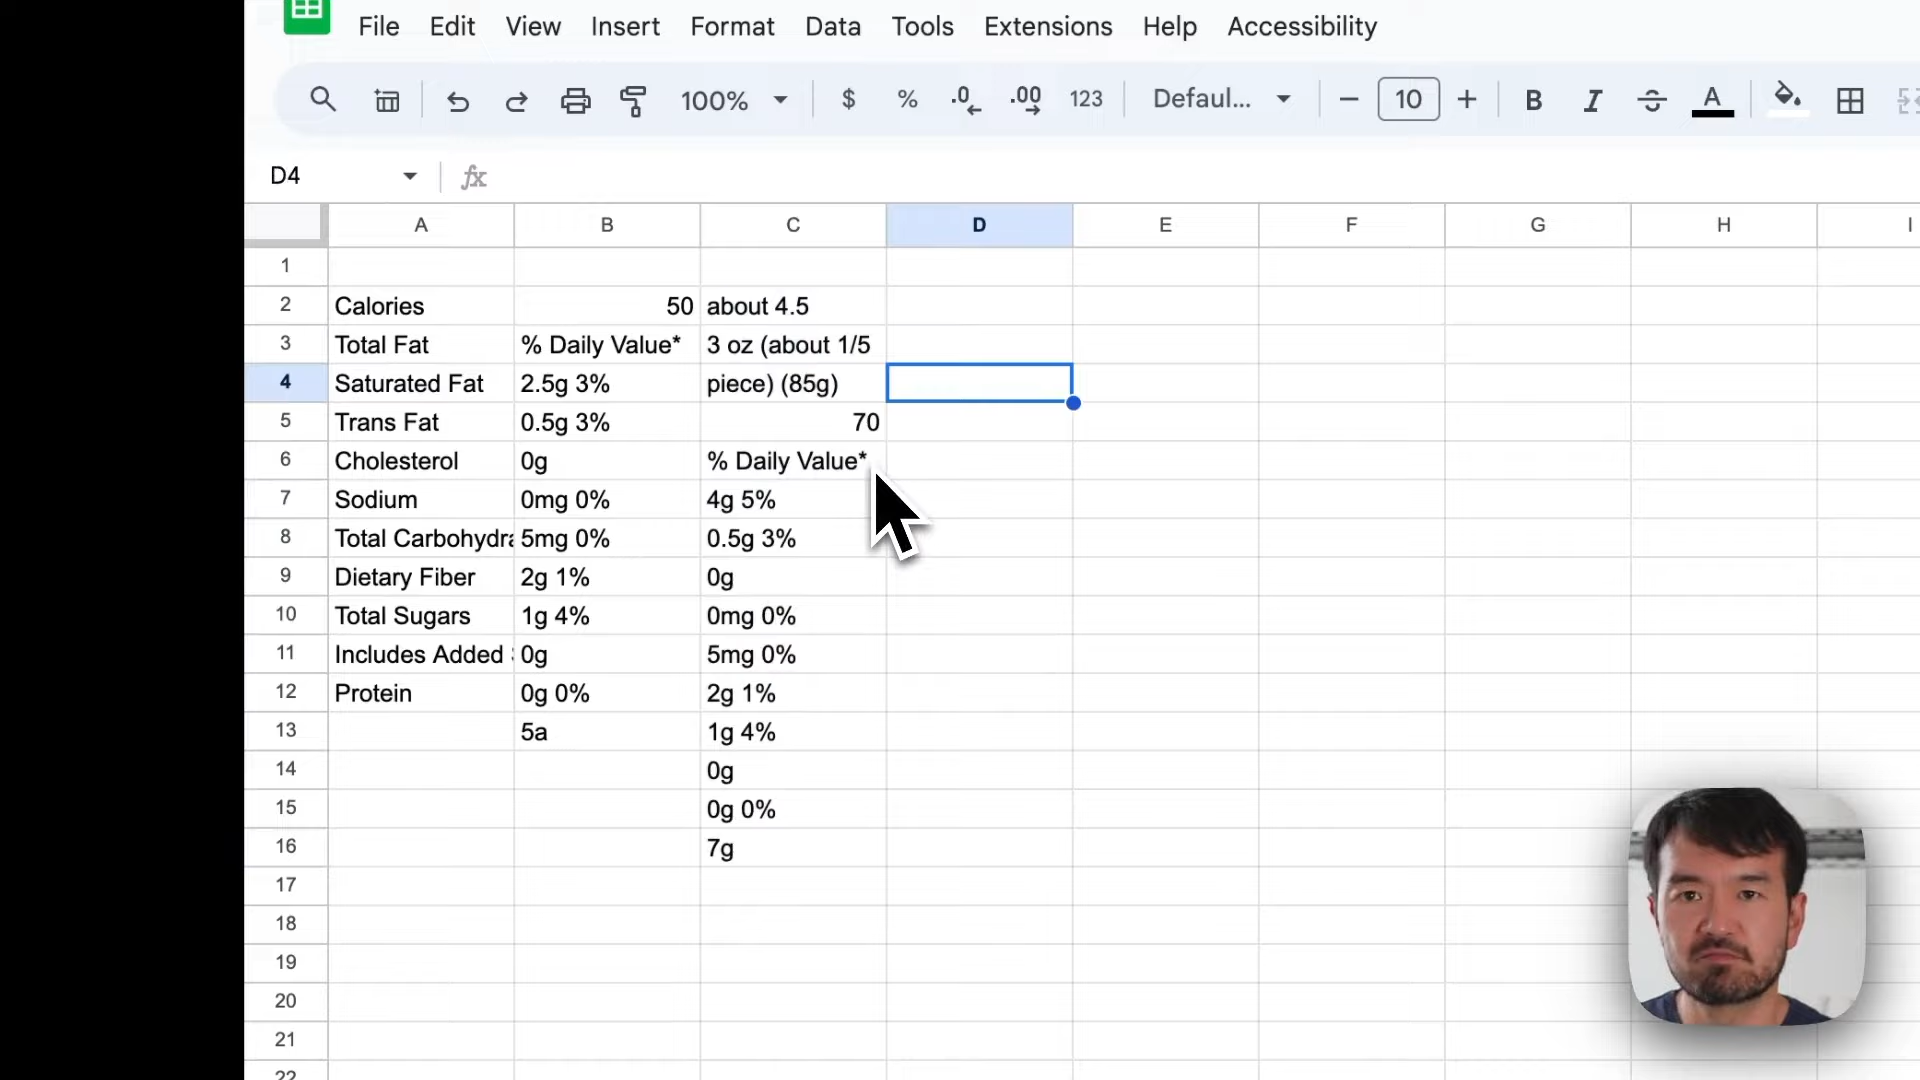 File Edit View Insert Format Data Tools Extensions Help Accessibility
100% $ % .0 .00 123 Defaul... 10 B I A
D4 fx
A B C D E F G H I
1
2 Calories 50 about 4.5
3 Total Fat % Daily Value* 3 oz (about 1/5
4 Saturated Fat 2.5g 3% piece) (85g)
5 Trans Fat 0.5g 3% 70
6 Cholesterol 0g % Daily Value*
7 Sodium 0mg 0% 4g 5%
8 Total Carbohydra 5mg 0% 0.5g 3%
9 Dietary Fiber 2g 1% 0g
10 Total Sugars 1g 4% 0mg 0%
11 Includes Added 0g 5mg 0%
12 Protein 0g 0% 2g 1%
13 5a 1g 4%
14 0g
15 0g 0%
16 7g
17
18
19
20
21
22